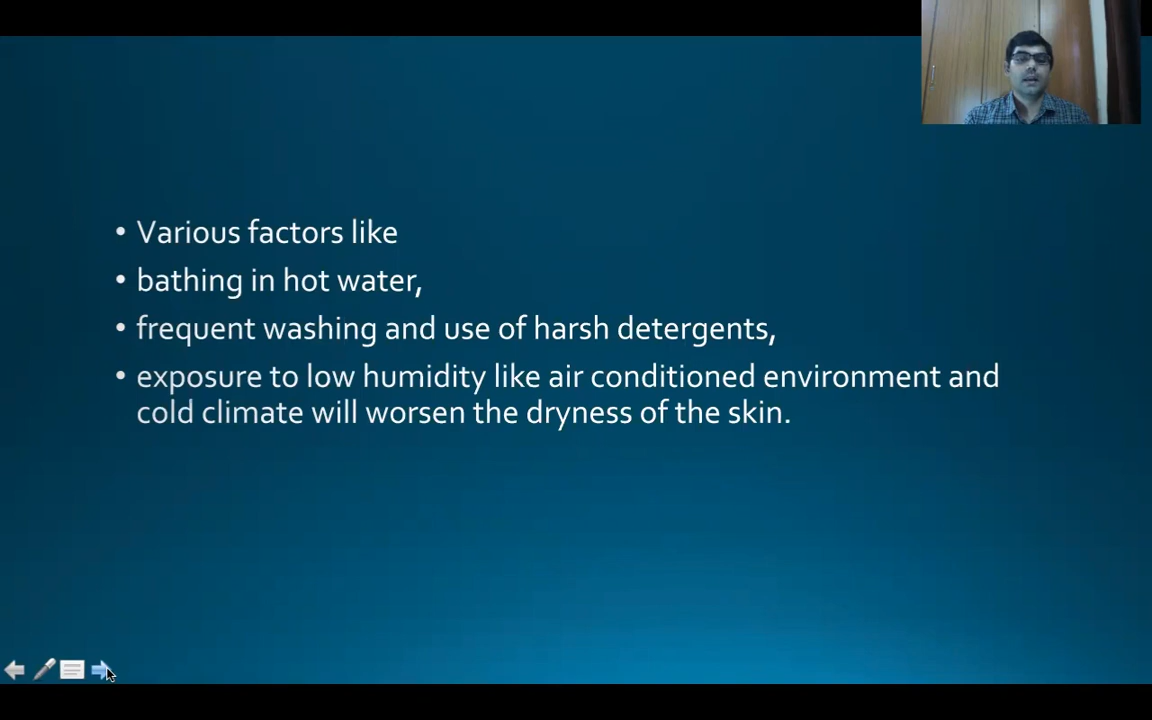 • Various factors like
• bathing in hot water,
• frequent washing and use of harsh detergents,
• exposure to low humidity like air conditioned environment and
cold climate will worsen the dryness of the skin.